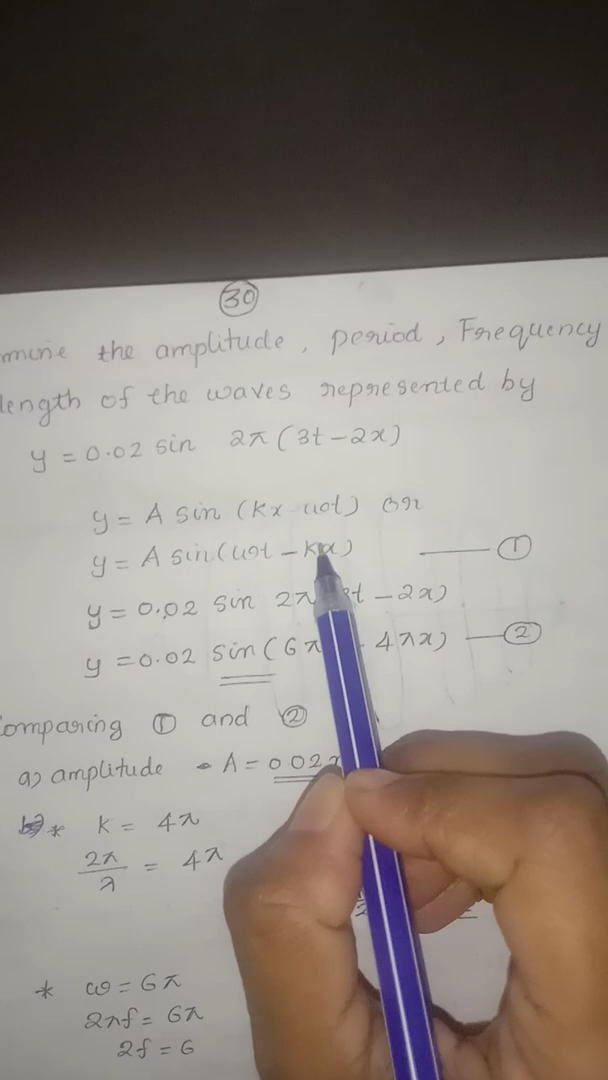 30
the amplitude, period, Frequency
length of the waves represented by
y = 0.02 sin 2π(3t-2x)
y = A sin (kx-ωt) or
y = A sin(ωt - kx) — ①
y = 0.02 sin 2π t - 2x)
y = 0.02 sin(6π 4πx) — ②
Comparing ① and ②
a) amplitude - A = 0.02
* k = 4π
2π/λ = 4π
* ω = 6π
2πf = 6π
2f = 6